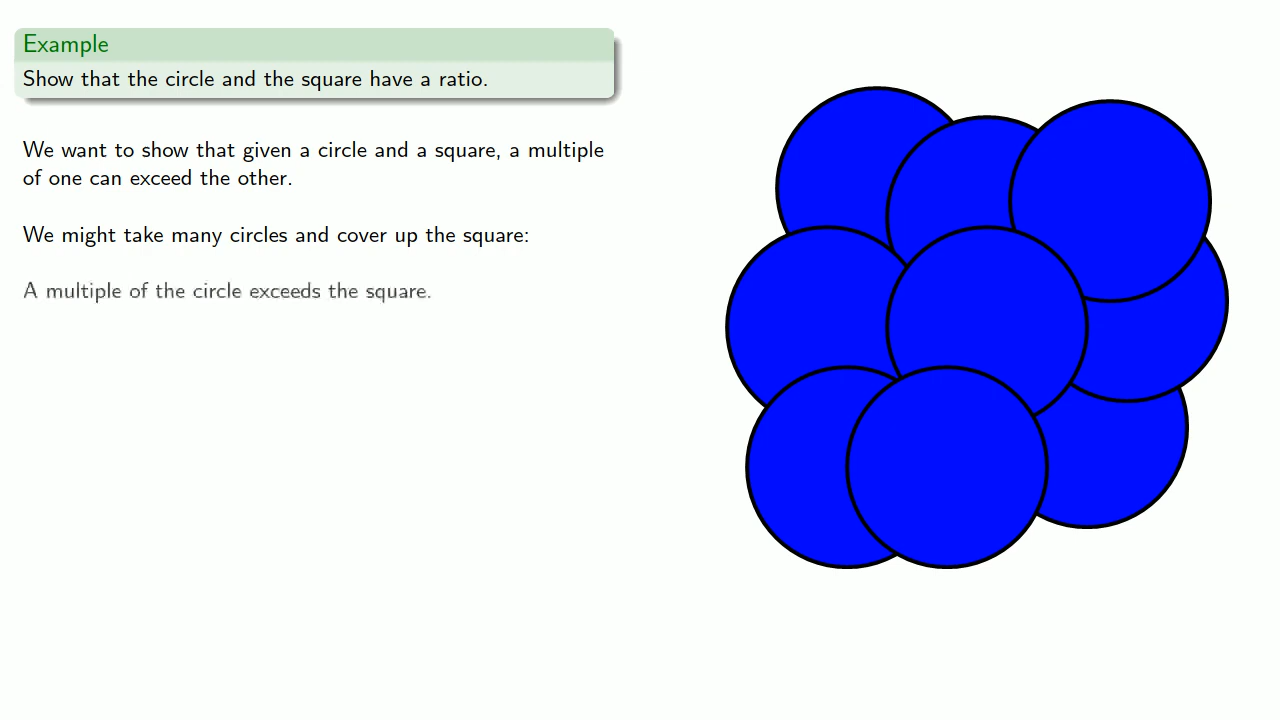 Example
Show that the circle and the square have a ratio.
We want to show that given a circle and a square, a multiple
of one can exceed the other.
We might take many circles and cover up the square:
A multiple of the circle exceeds the square.